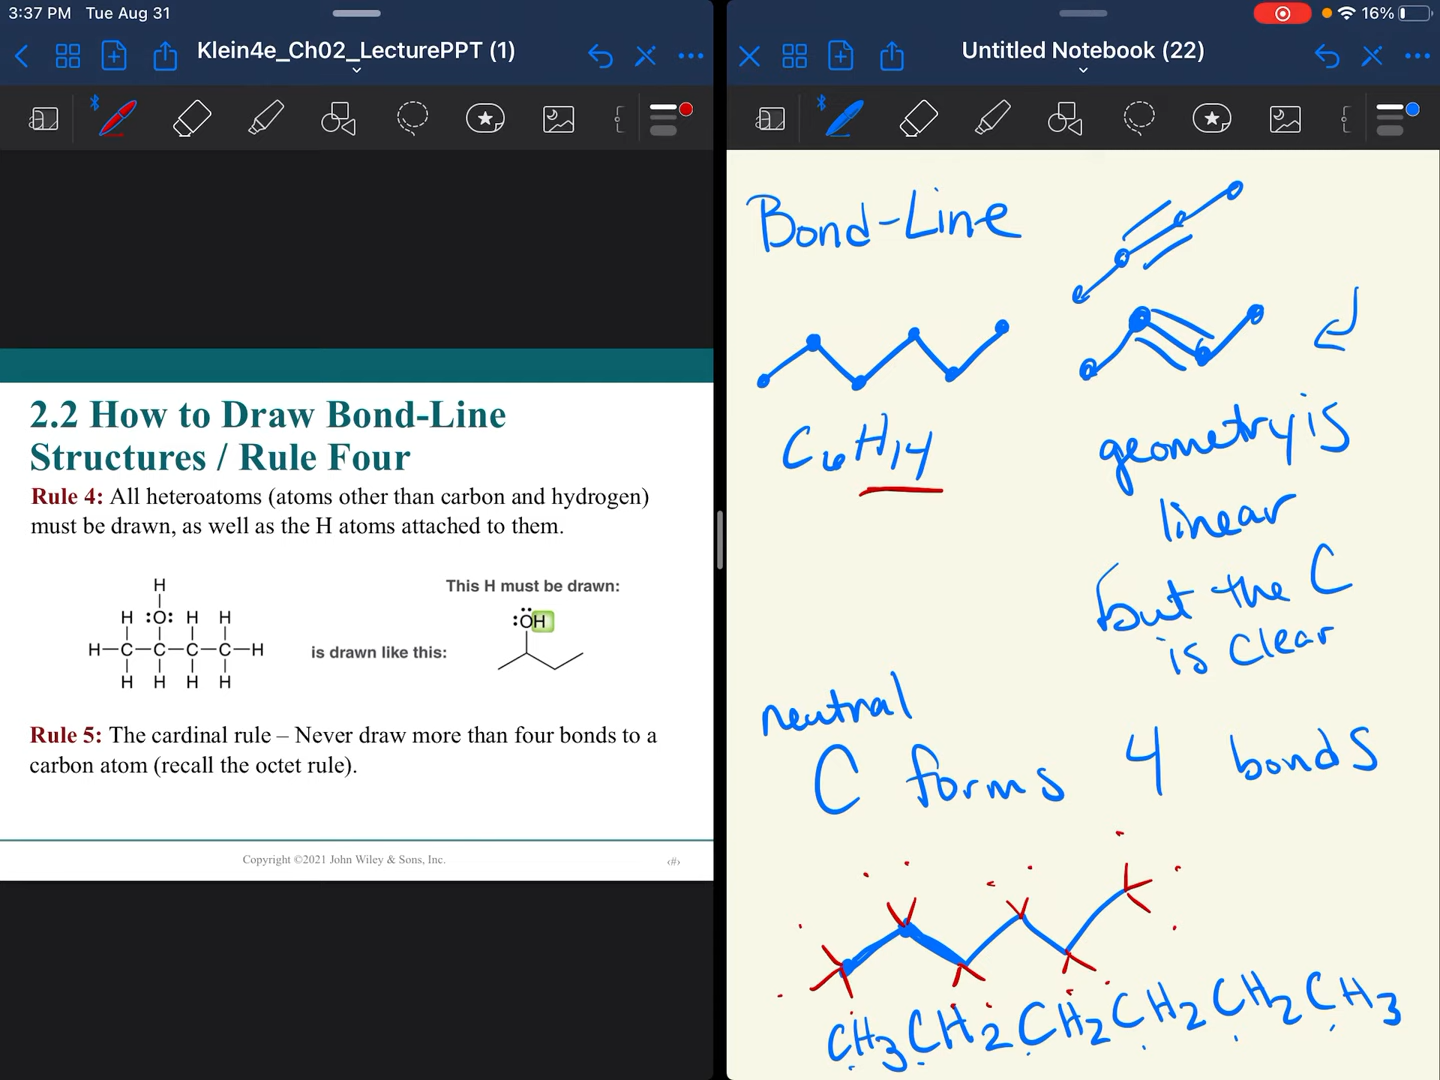 3:37 PM Tue Aug 31
16%
Klein4e_Ch02_LecturePPT (1)
Untitled Notebook (22)
2.2 How to Draw Bond-Line
Structures / Rule Four
Rule 4: All heteroatoms (atoms other than carbon and hydrogen)
must be drawn, as well as the H atoms attached to them.
H
H :O: H H
H—C—C—C—C—H
H H H H
is drawn like this:
This H must be drawn:
:ÖH
Rule 5: The cardinal rule – Never draw more than four bonds to a
carbon atom (recall the octet rule).
Copyright ©2021 John Wiley & Sons, Inc.
‹#›
Bond-Line
C6H14
geometry is
linear
but the C
is clear
neutral
C forms 4 bonds
CH3CH2CH2CH2CH2CH3